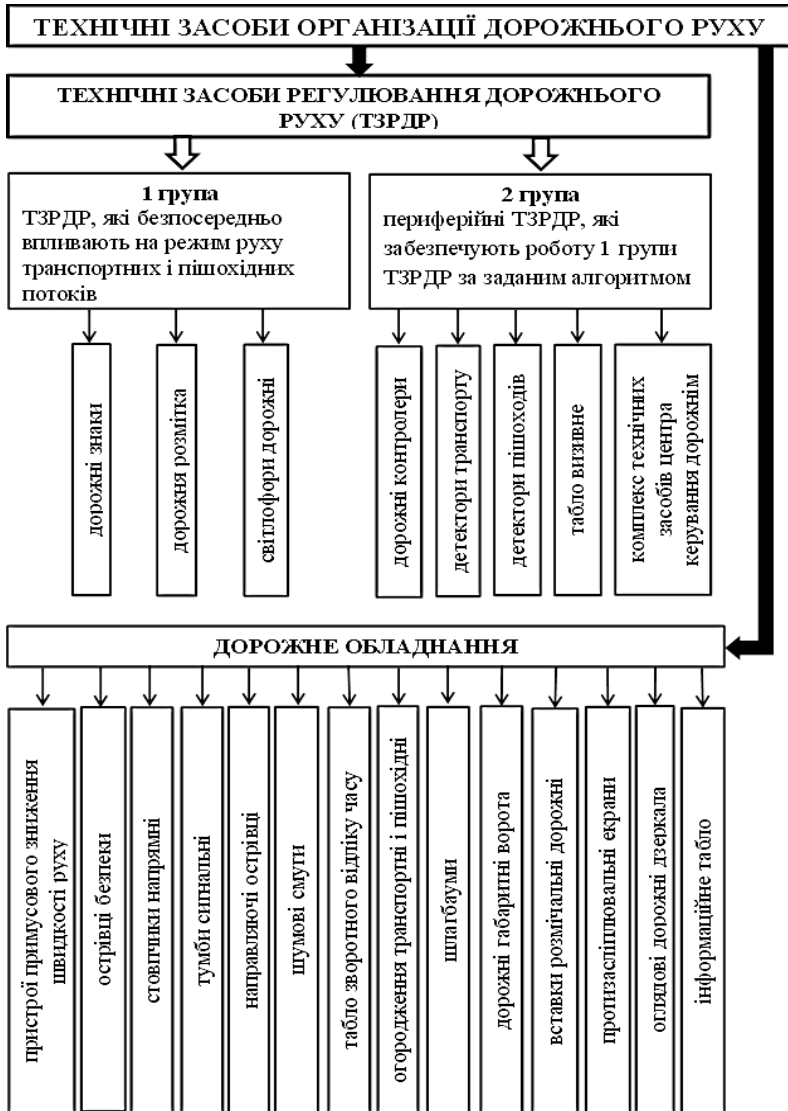 ТЕХНІЧНІ ЗАСОБИ ОРГАНІЗАЦІЇ ДОРОЖНЬОГО РУХУ
ТЕХНІЧНІ ЗАСОБИ РЕГУЛЮВАННЯ ДОРОЖНЬОГО
РУХУ (ТЗРДР)
1 група
ТЗРДР, які безпосередньо
впливають на режим руху
транспортних і пішохідних
потоків
2 група
периферійні ТЗРДР, які
забезпечують роботу 1 групи
ТЗРДР за заданим алгоритмом
дорожні знаки
дорожня розмітка
світлофори дорожні
дорожні контролери
детектори транспорту
детектори пішоходів
табло визивне
комплекс технічних
засобів центра
керування дорожнім
ДОРОЖНЕ ОБЛАДНАННЯ
пристрої примусового зниження
швидкості руху
острівці безпеки
стовпчики напрямні
тумби сигнальні
направляючі острівці
шумові смуги
табло зворотного відліку часу
огородження транспортні і пішохідні
шлагбауми
дорожні габаритні ворота
вставки розмічальні дорожні
протизасліплювальні екрани
оглядові дорожні дзеркала
інформаційне табло